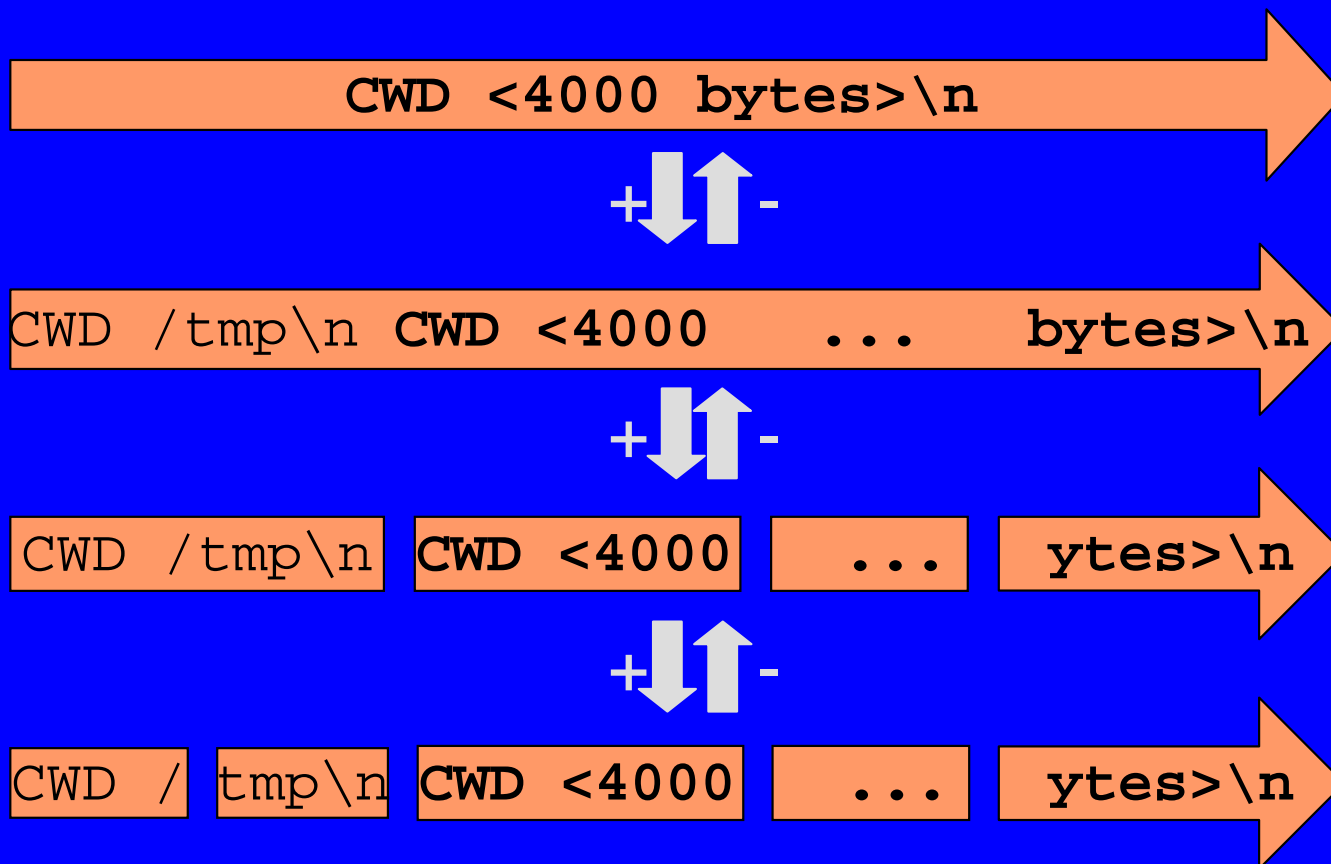 CWD <4000 bytes>\n
+ -
CWD /tmp\n CWD <4000 ... bytes>\n
+ -
CWD /tmp\n CWD <4000 ... ytes>\n
+ -
CWD / tmp\n CWD <4000 ... ytes>\n